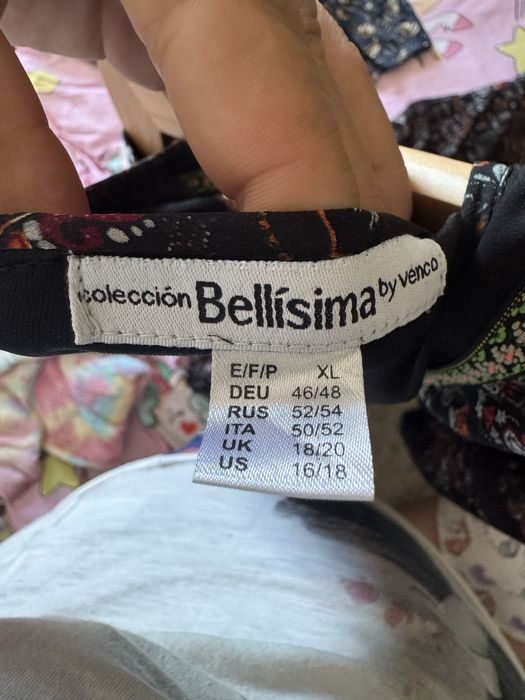 colección Bellísima by venco
E/F/P XL
DEU 46/48
RUS 52/54
ITA 50/52
UK 18/20
US 16/18